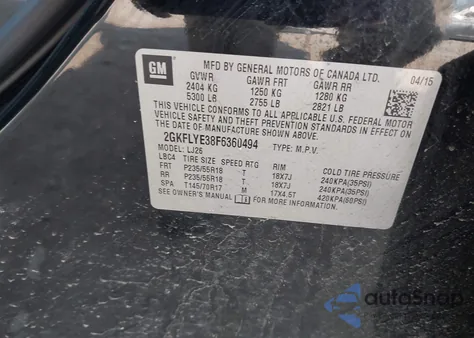 GM
MFD BY GENERAL MOTORS OF CANADA LTD. 04/15
GVWR GAWR FRT GAWR RR
2404 KG 1250 KG 1280 KG
5300 LB 2755 LB 2821 LB
THIS VEHICLE CONFORMS TO ALL APPLICABLE U.S. FEDERAL MOTOR
VEHICLE SAFETY AND THEFT PREVENTION STANDARDS IN EFFECT
ON THE DATE OF MANUFACTURE SHOWN ABOVE.
2GKFLYE38F6360494 TYPE: M.P.V.
MODEL: LJ26
LBC4 TIRE SIZE SPEED RTG RIM COLD TIRE PRESSURE
FRT P235/55R18 T 18X7J 240KPA(35PSI)
RR P235/55R18 T 18X7J 240KPA(35PSI)
SPA T145/70R17 M 17X4.5T 420KPA(60PSI)
SEE OWNER'S MANUAL FOR MORE INFORMATION.
autoSnap